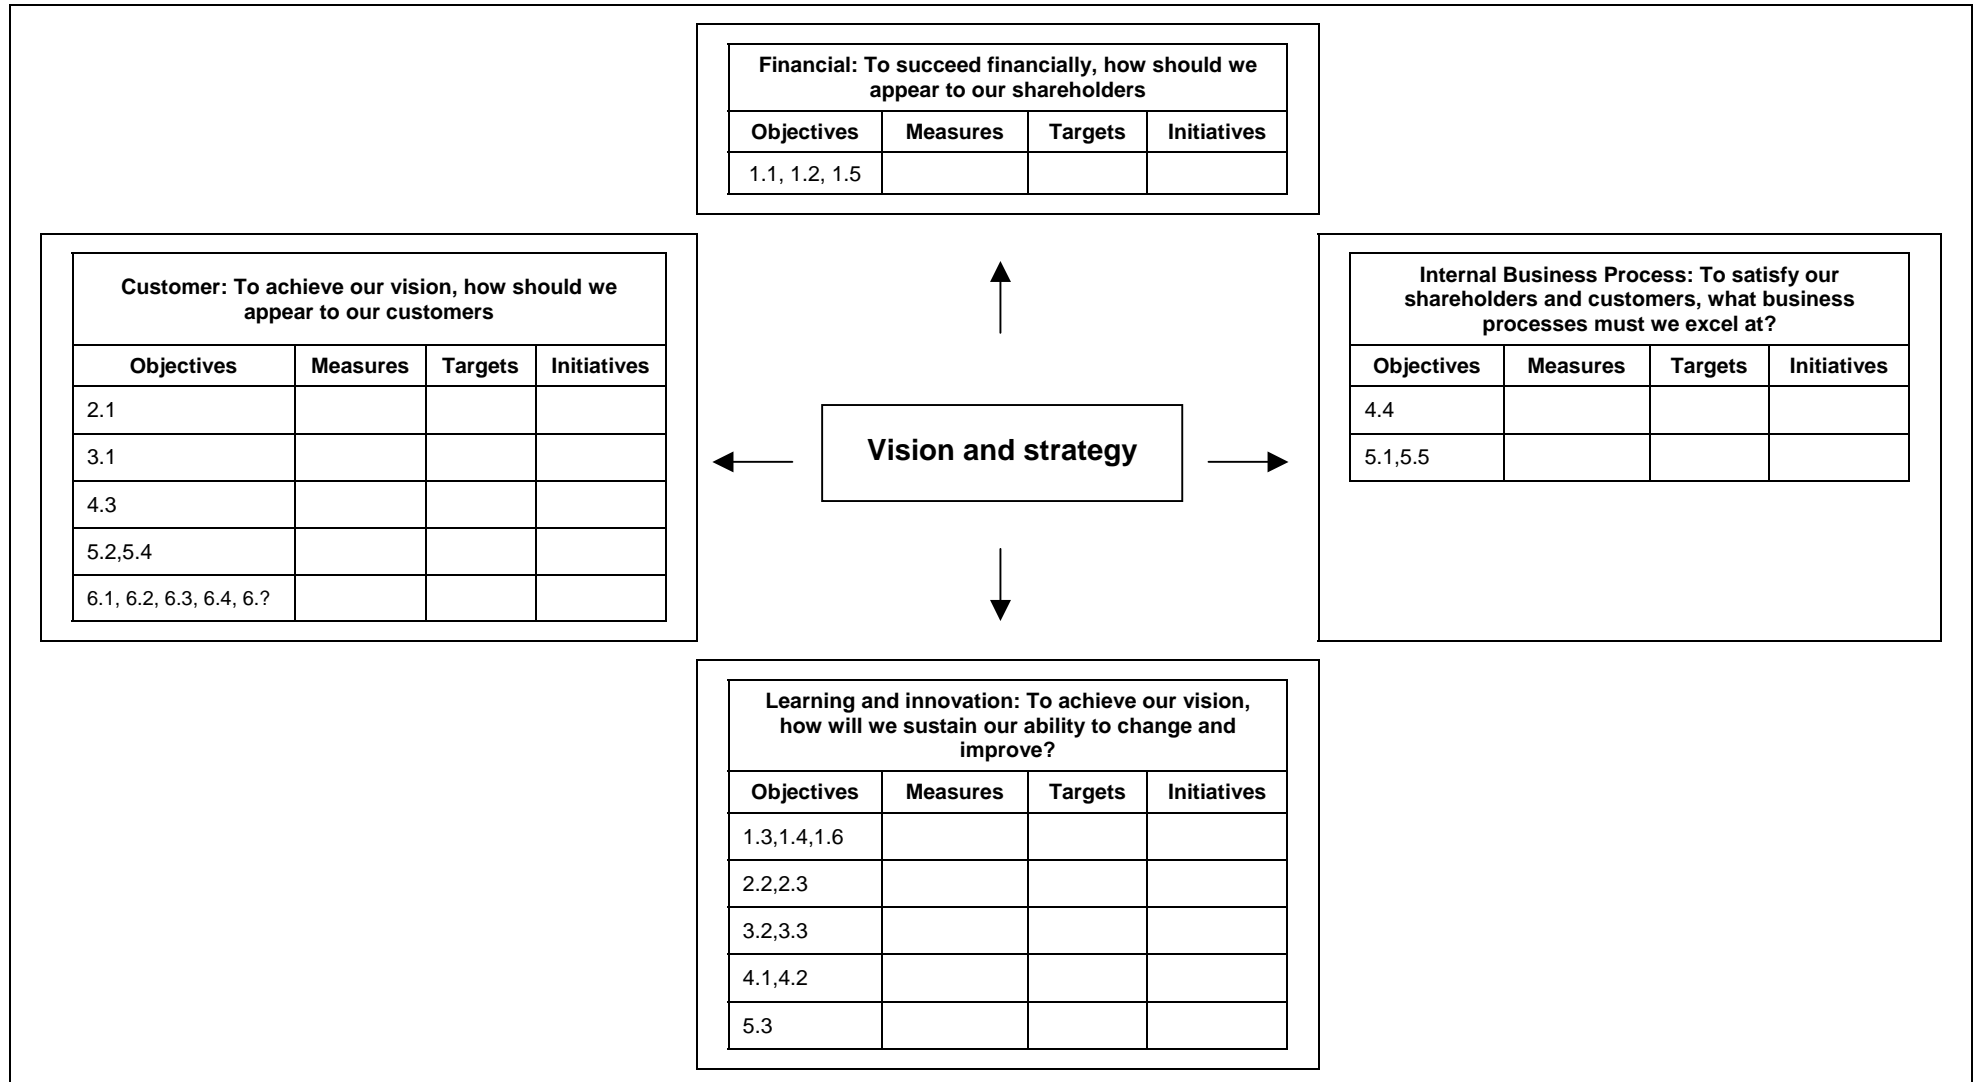 Financial: To succeed financially, how should we
appear to our shareholders
Objectives Measures Targets Initiatives
1.1, 1.2, 1.5
Customer: To achieve our vision, how should we
appear to our customers
Objectives Measures Targets Initiatives
2.1
3.1
4.3
5.2,5.4
6.1, 6.2, 6.3, 6.4, 6.?
Vision and strategy
Internal Business Process: To satisfy our
shareholders and customers, what business
processes must we excel at?
Objectives Measures Targets Initiatives
4.4
5.1,5.5
Learning and innovation: To achieve our vision,
how will we sustain our ability to change and
improve?
Objectives Measures Targets Initiatives
1.3,1.4,1.6
2.2,2.3
3.2,3.3
4.1,4.2
5.3